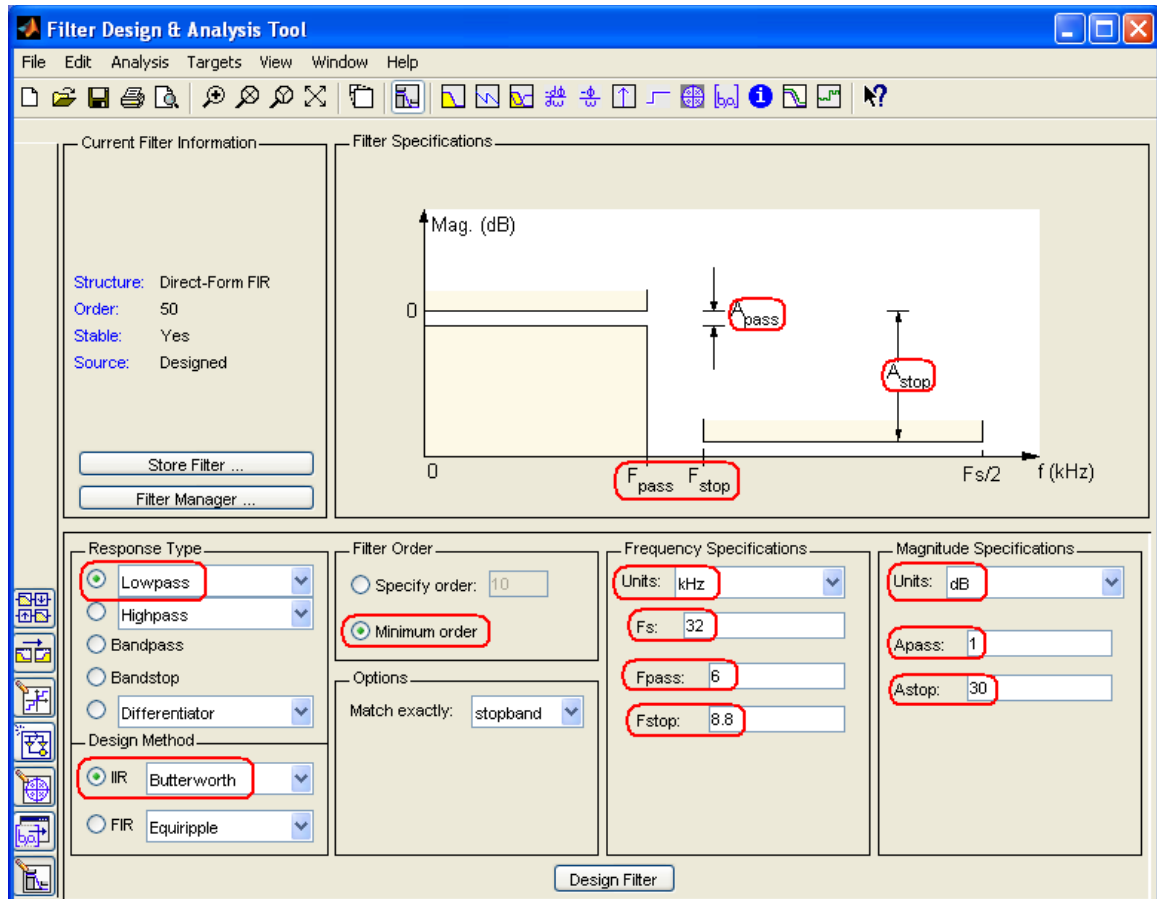 Filter Design & Analysis Tool
File Edit Analysis Targets View Window Help
Current Filter Information
Structure: Direct-Form FIR
Order: 50
Stable: Yes
Source: Designed
Store Filter ...
Filter Manager ...
Filter Specifications
Mag. (dB)
0
Apass
Astop
0
Fpass Fstop
Fs/2
f (kHz)
Response Type
Lowpass
Highpass
Bandpass
Bandstop
Differentiator
Design Method
IIR Butterworth
FIR Equiripple
Filter Order
Specify order: 10
Minimum order
Options
Match exactly: stopband
Frequency Specifications
Units: kHz
Fs: 32
Fpass: 6
Fstop: 8.8
Magnitude Specifications
Units: dB
Apass: 1
Astop: 30
Design Filter